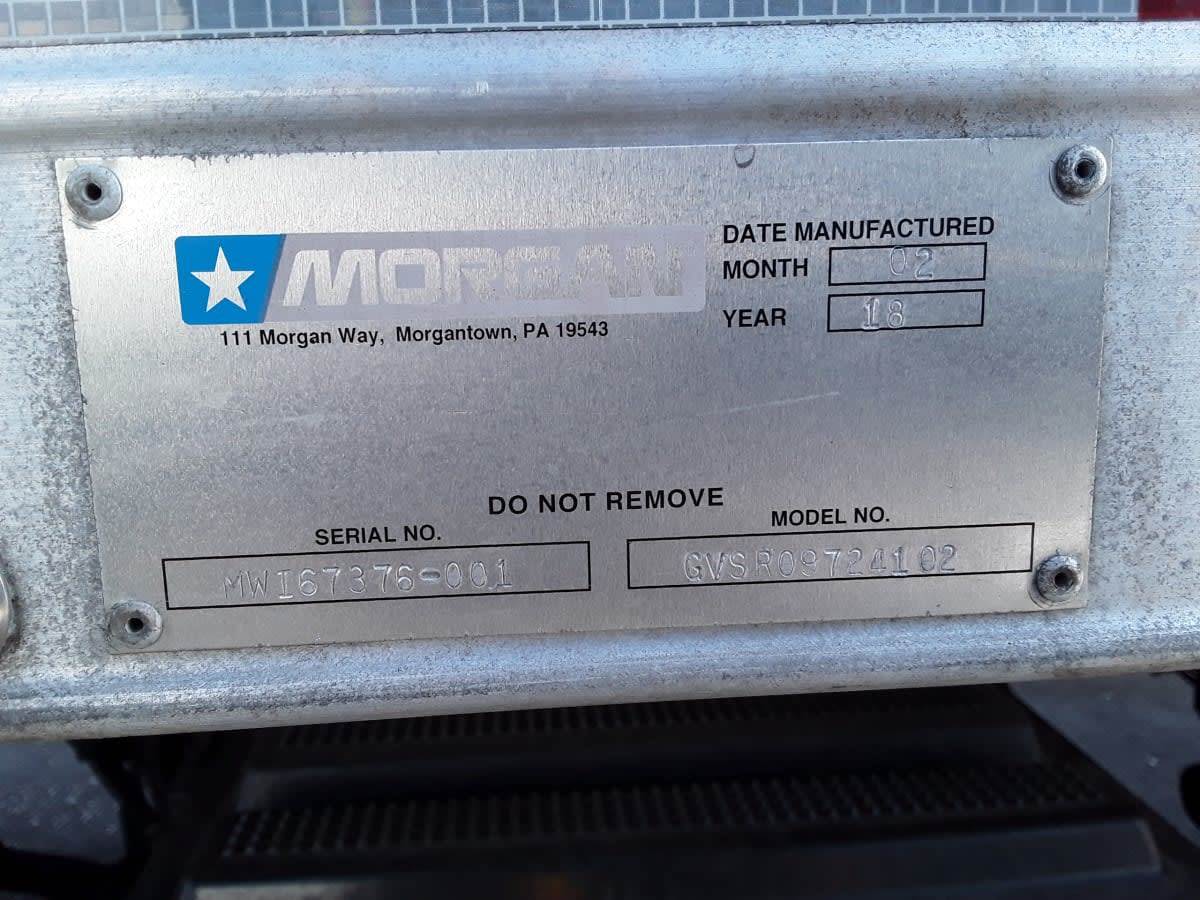 MORGAN
111 Morgan Way, Morgantown, PA 19543
DATE MANUFACTURED
MONTH 02
YEAR 18
DO NOT REMOVE
SERIAL NO.
MWI67376-001
MODEL NO.
GVSR09724102